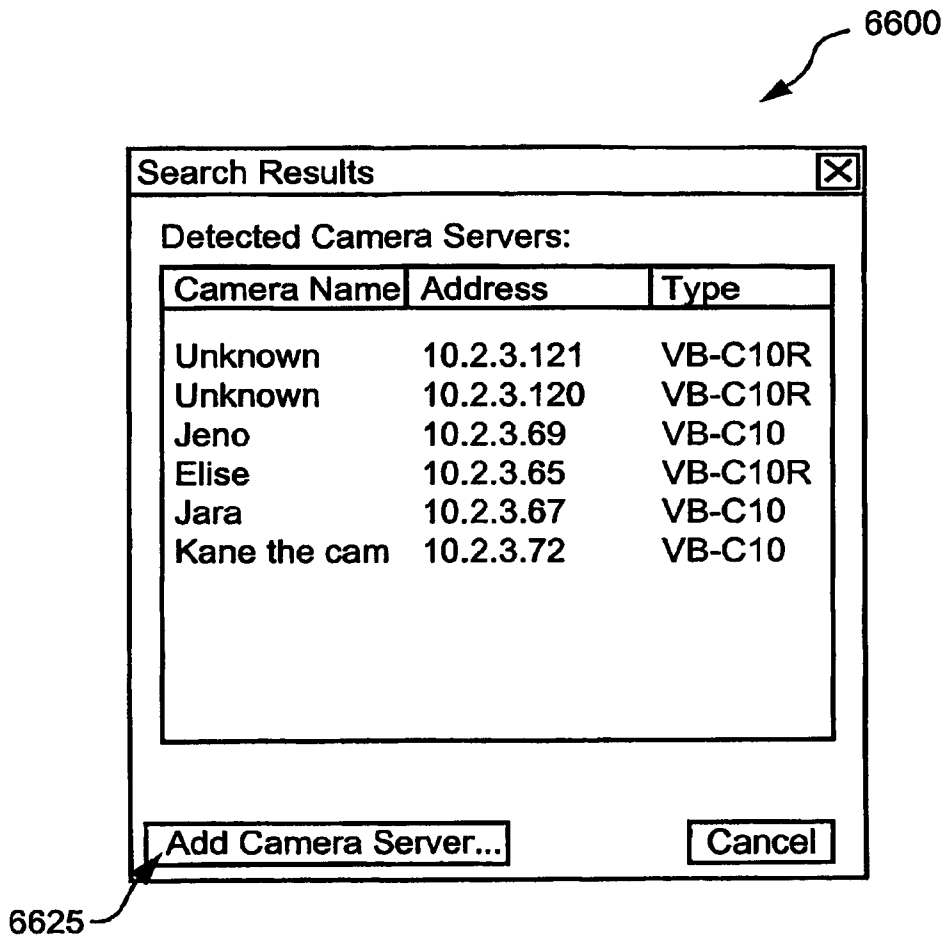 6600
Search Results
Detected Camera Servers:
Camera Name Address Type
Unknown 10.2.3.121 VB-C10R
Unknown 10.2.3.120 VB-C10R
Jeno 10.2.3.69 VB-C10
Elise 10.2.3.65 VB-C10R
Jara 10.2.3.67 VB-C10
Kane the cam 10.2.3.72 VB-C10
Add Camera Server... Cancel
6625